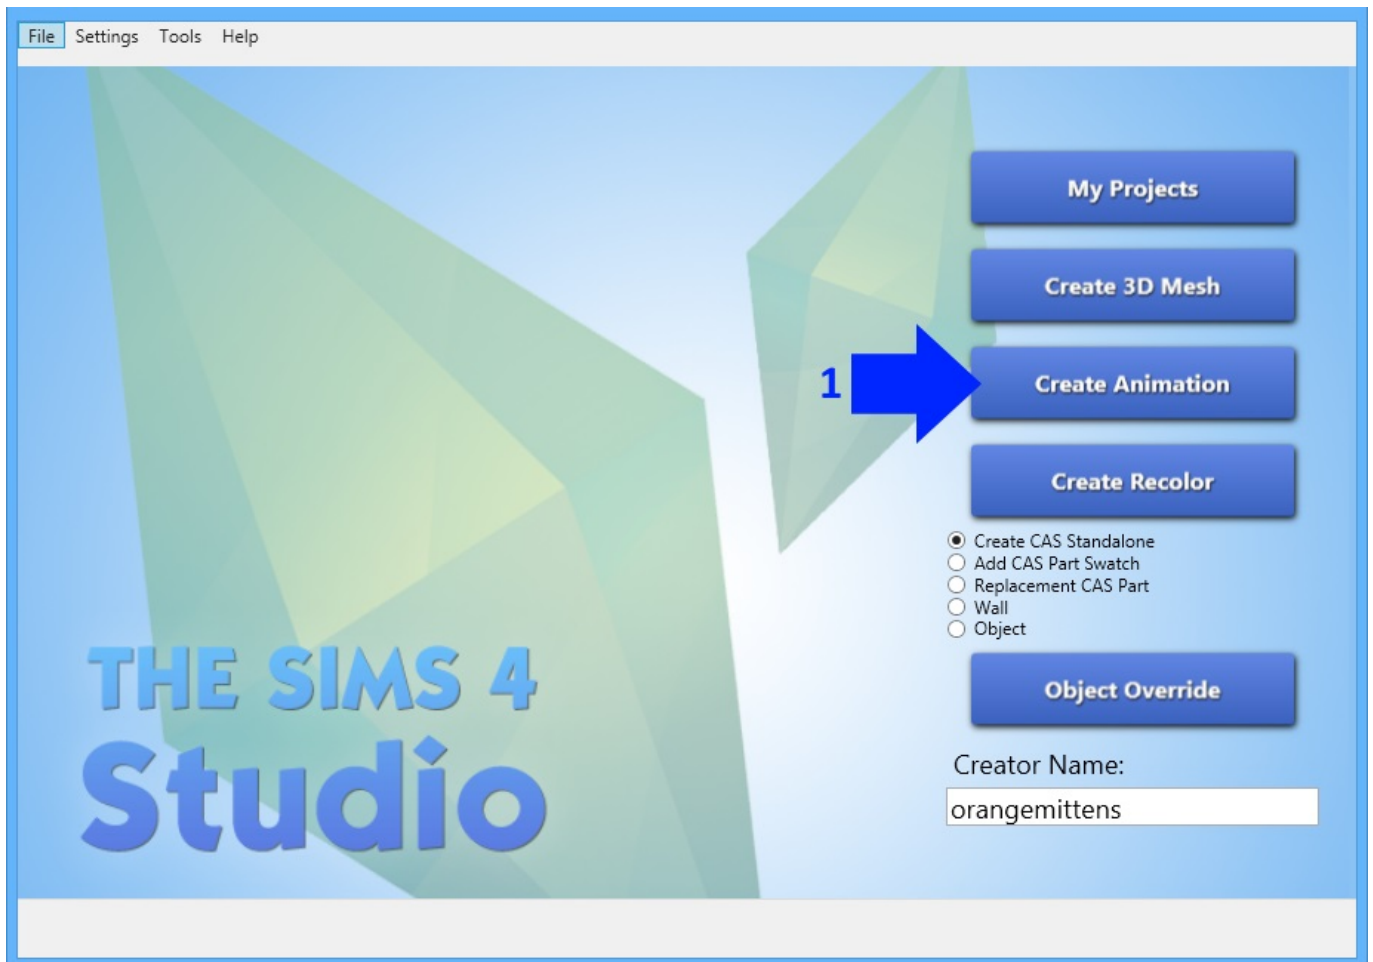 File Settings Tools Help
My Projects
Create 3D Mesh
1
Create Animation
Create Recolor
Create CAS Standalone
Add CAS Part Swatch
Replacement CAS Part
Wall
Object
Object Override
THE SIMS 4
Studio
Creator Name:
orangemittens